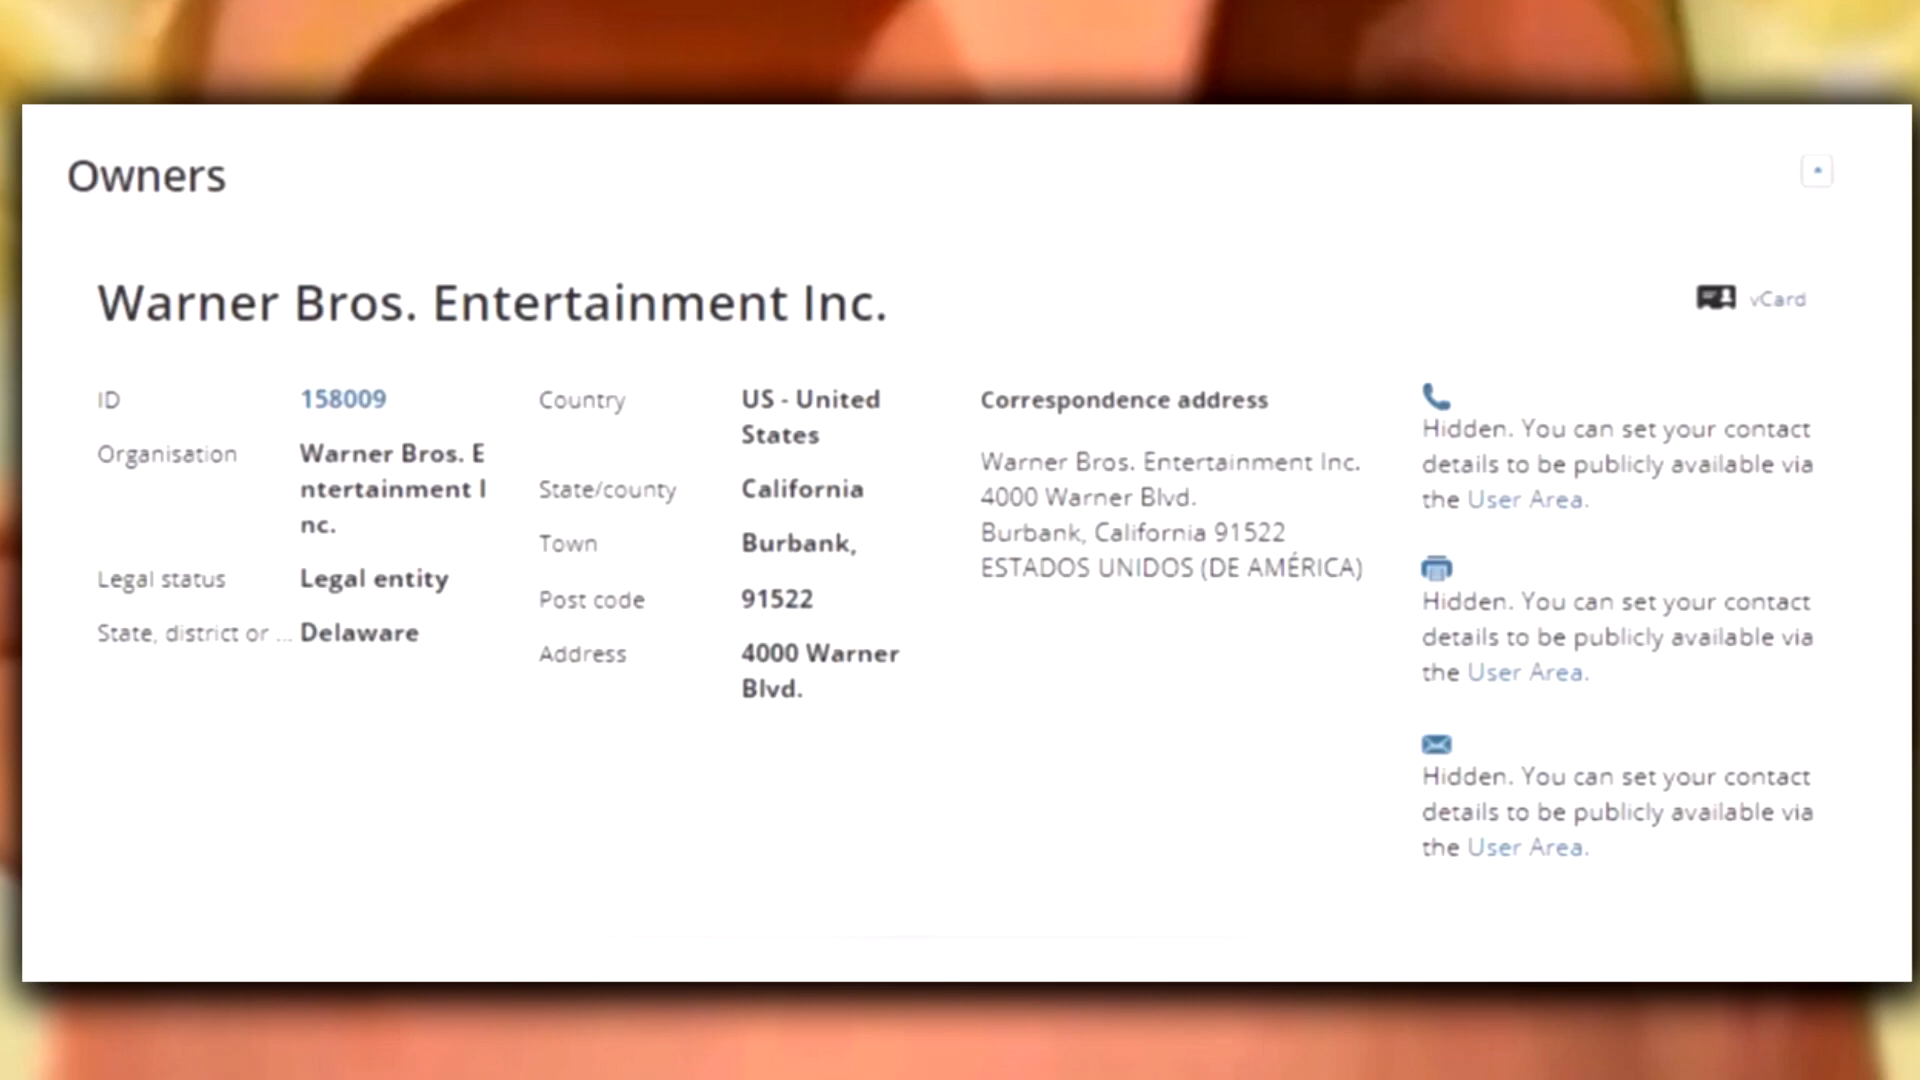 Owners
Warner Bros. Entertainment Inc.
vCard
ID 158009
Organisation Warner Bros. E
ntertainment I
nc.
Legal status Legal entity
State, district or ... Delaware
Country US - United
States
State/county California
Town Burbank,
Post code 91522
Address 4000 Warner
Blvd.
Correspondence address
Warner Bros. Entertainment Inc.
4000 Warner Blvd.
Burbank, California 91522
ESTADOS UNIDOS (DE AMÉRICA)
Hidden. You can set your contact
details to be publicly available via
the User Area.
Hidden. You can set your contact
details to be publicly available via
the User Area.
Hidden. You can set your contact
details to be publicly available via
the User Area.